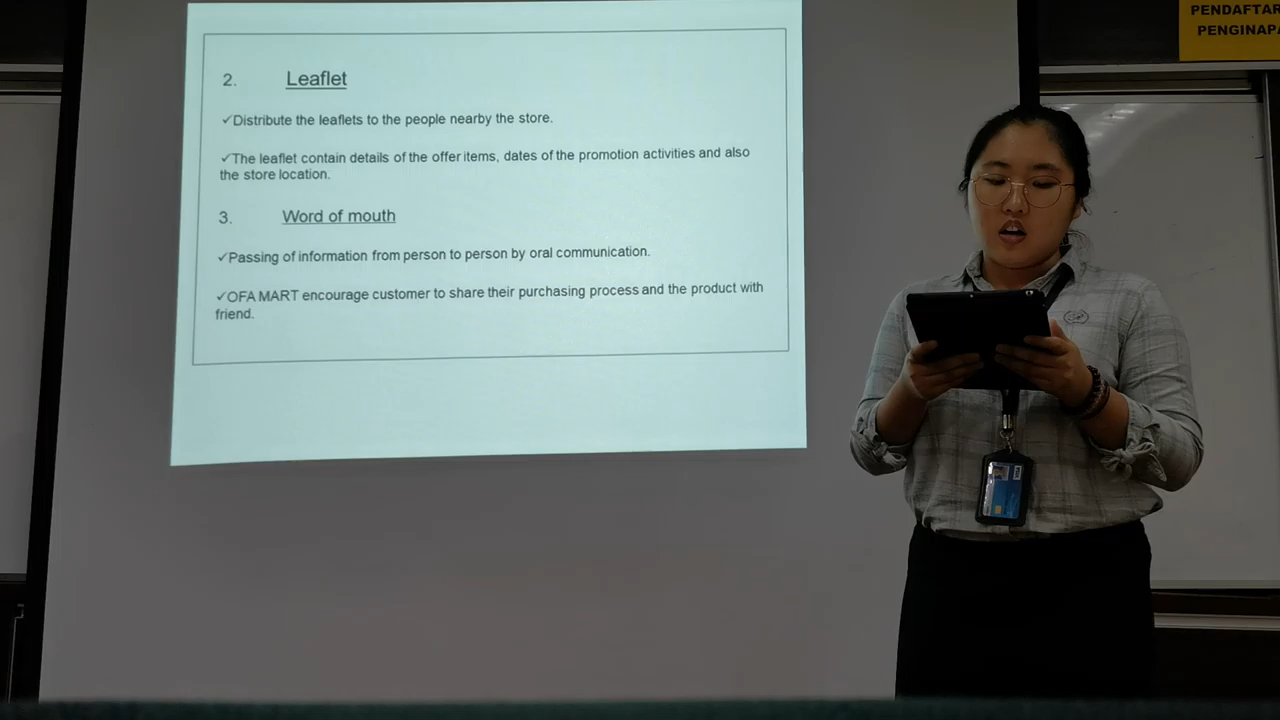 2. Leaflet
✓Distribute the leaflets to the people nearby the store.
✓The leaflet contain details of the offer items, dates of the promotion activities and also
the store location.
3. Word of mouth
✓Passing of information from person to person by oral communication.
✓OFA MART encourage customer to share their purchasing process and the product with
friend.
PENDAFTAR
PENGINAPA